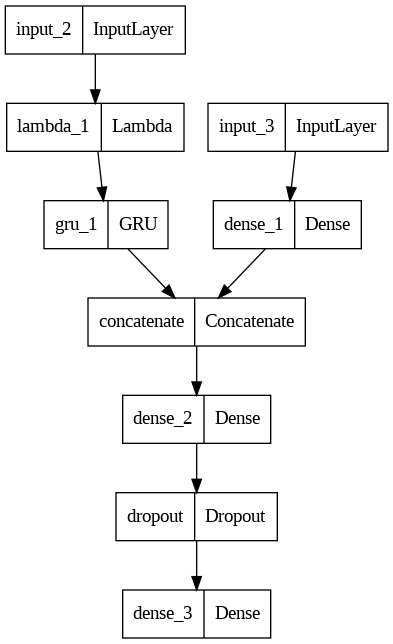 input_2 InputLayer
lambda_1 Lambda
input_3 InputLayer
gru_1 GRU
dense_1 Dense
concatenate Concatenate
dense_2 Dense
dropout Dropout
dense_3 Dense